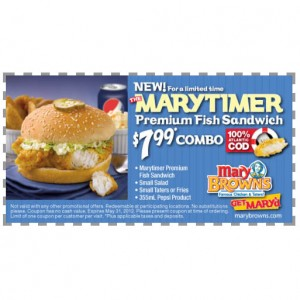 NEW! For a limited time
THE MARYTIMER
Premium Fish Sandwich
$7.99* COMBO
100%
ATLANTIC
COD
• Marytimer Premium
Fish Sandwich
• Small Salad
• Small Taters or Fries
• 355mL Pepsi Product
Mary
BROWN'S
Famous Chicken & Taters!
GET MARY'd
marybrowns.com
Not valid with any other promotional offers. Redeemable at participating locations. No substitutions
please. Coupon has no cash value. Expires May 31, 2013. Please present coupon at time of ordering.
Limit of one coupon per customer per visit. *Plus applicable taxes and deposits.